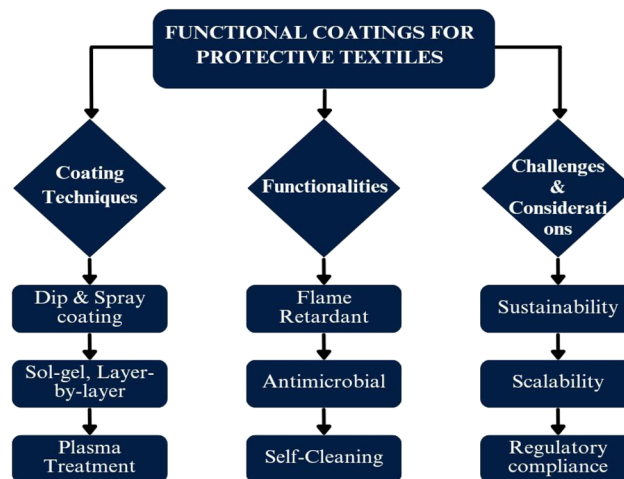 FUNCTIONAL COATINGS FOR
PROTECTIVE TEXTILES
Coating
Techniques
Dip & Spray
coating
Sol-gel, Layer-
by-layer
Plasma
Treatment
Functionalities
Flame
Retardant
Antimicrobial
Self-Cleaning
Challenges
&
Considerati
ons
Sustainability
Scalability
Regulatory
compliance